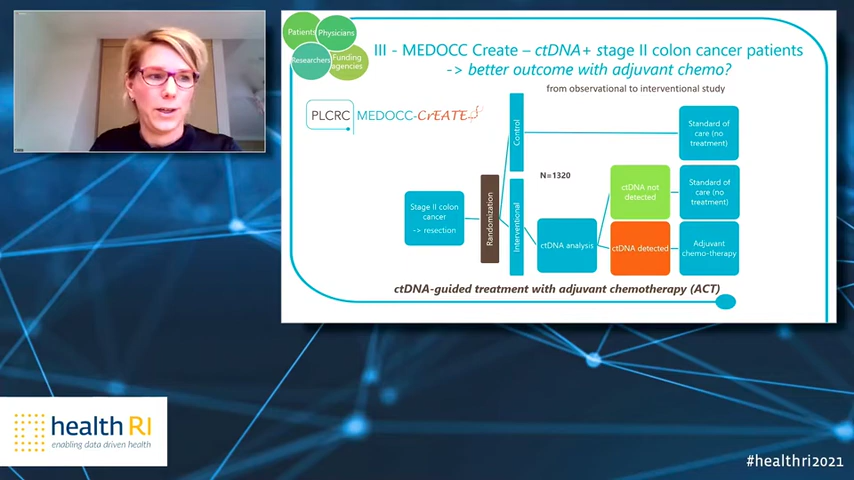 Patients
Physicians
Researchers
Funding
agencies
III - MEDOCC Create – ctDNA+ stage II colon cancer patients
-> better outcome with adjuvant chemo?
from observational to interventional study
PLCRC MEDOCC-CrEATE
Control
Standard of
care (no
treatment)
N=1320
Stage II colon
cancer
-> resection
Randomization
Interventional
ctDNA analysis
ctDNA not
detected
Standard of
care (no
treatment)
ctDNA detected
Adjuvant
chemo-therapy
ctDNA-guided treatment with adjuvant chemotherapy (ACT)
health RI
enabling data driven health
#healthri2021